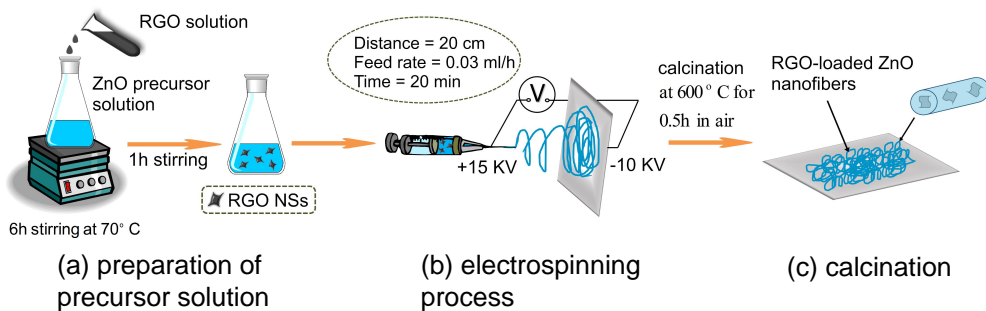 RGO solution
ZnO precursor
solution
1h stirring
RGO NSs
6h stirring at 70° C
(a) preparation of
precursor solution
Distance = 20 cm
Feed rate = 0.03 ml/h
Time = 20 min
V
+15 KV
-10 KV
(b) electrospinning
process
calcination
at 600° C for
0.5h in air
RGO-loaded ZnO
nanofibers
(c) calcination